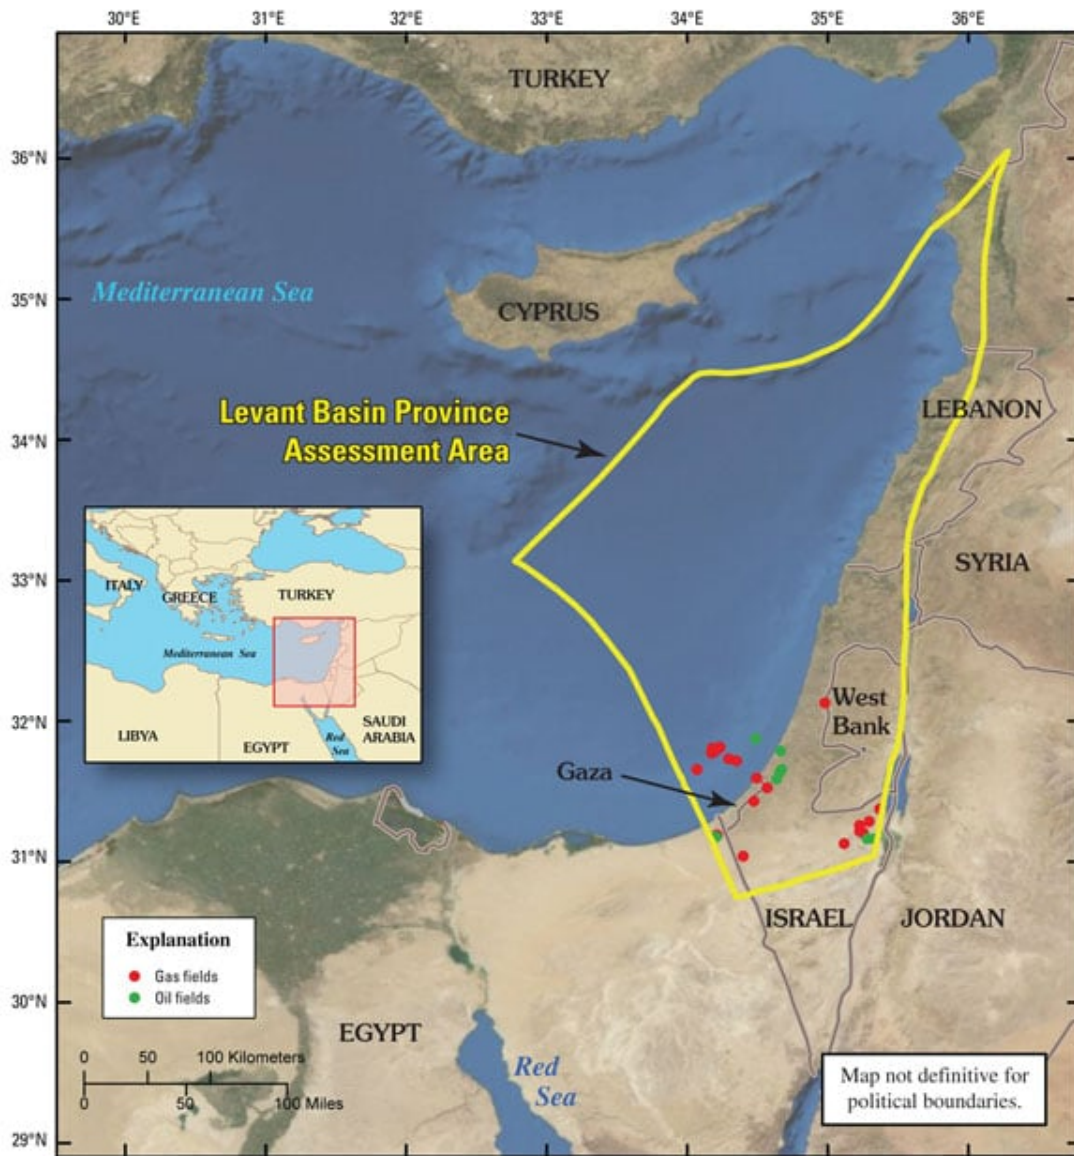 30°E 31°E 32°E 33°E 34°E 35°E 36°E
TURKEY
36°N
35°N
Mediterranean Sea
CYPRUS
Levant Basin Province
Assessment Area
34°N
LEBANON
33°N
SYRIA
ITALY
GREECE
TURKEY
Mediterranean Sea
LIBYA
EGYPT
Red
Sea
SAUDI
ARABIA
32°N
West
Bank
Gaza
31°N
ISRAEL
JORDAN
Explanation
Gas fields
Oil fields
30°N
EGYPT
0 50 100 Kilometers
0 50 100 Miles
Red
Sea
Map not definitive for
political boundaries.
29°N